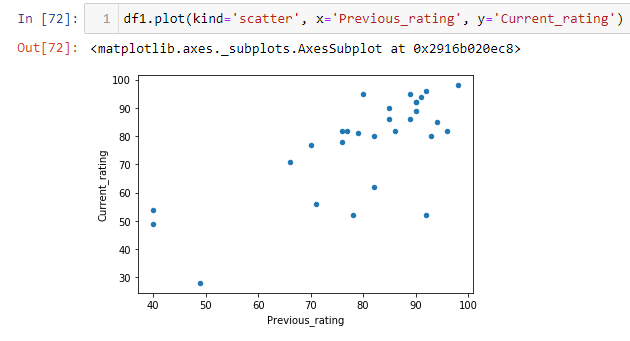 In [72]: 1 df1.plot(kind='scatter', x='Previous_rating', y='Current_rating')
Out[72]: <matplotlib.axes._subplots.AxesSubplot at 0x2916b020ec8>
100
90
80
70
60
50
40
30
Current_rating
40 50 60 70 80 90 100
Previous_rating